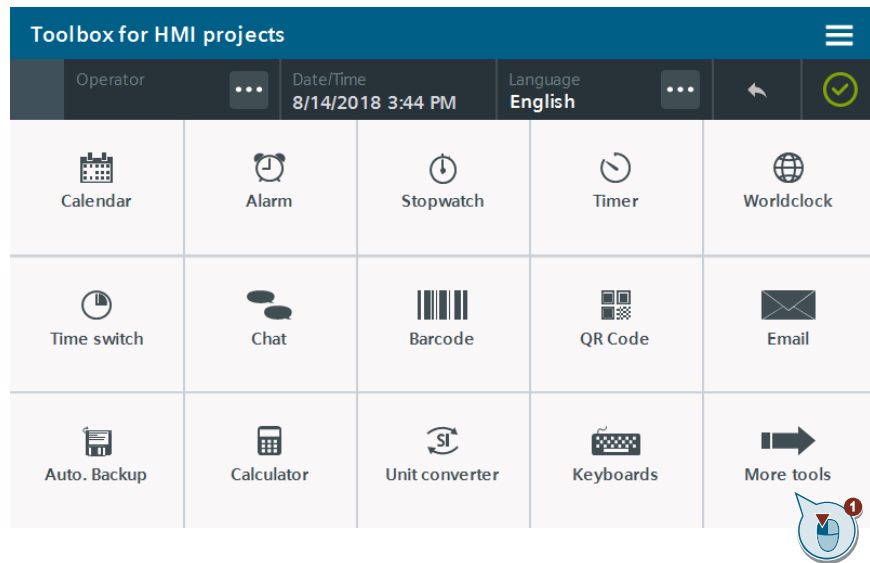 Toolbox for HMI projects
Operator
Date/Time
8/14/2018 3:44 PM
Language
English
Calendar
Alarm
Stopwatch
Timer
Worldclock
Time switch
Chat
Barcode
QR Code
Email
SI
Auto. Backup
Calculator
Unit converter
Keyboards
More tools
1